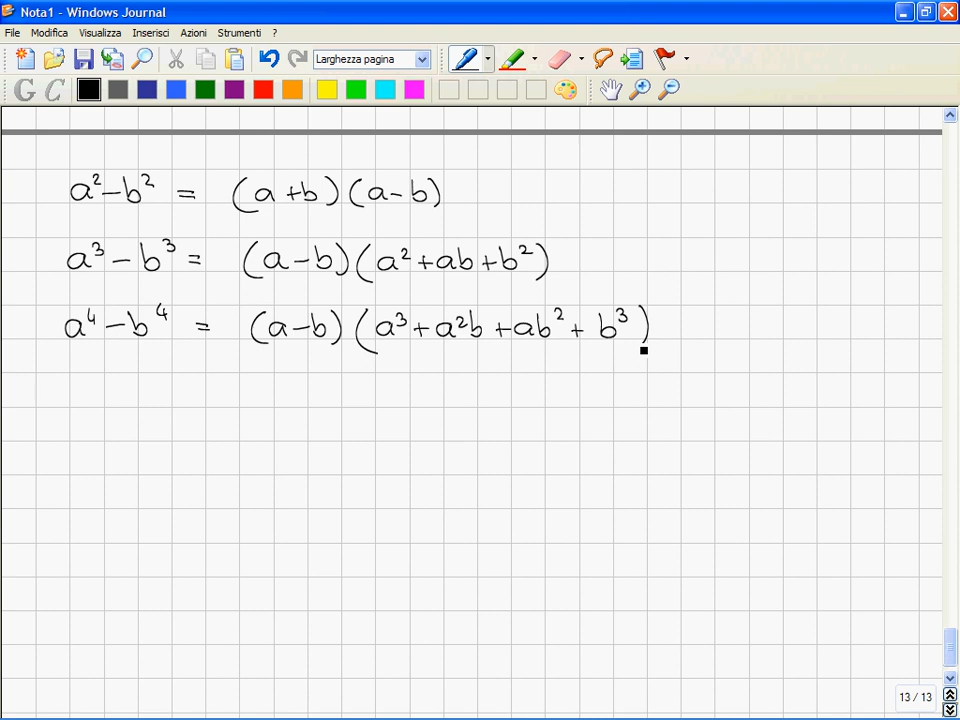 Nota1 - Windows Journal
File Modifica Visualizza Inserisci Azioni Strumenti ?
Larghezza pagina
G C
a² - b² = (a + b)(a - b)
a³ - b³ = (a - b)(a² + ab + b²)
a⁴ - b⁴ = (a - b)(a³ + a²b + ab² + b³)
13 / 13